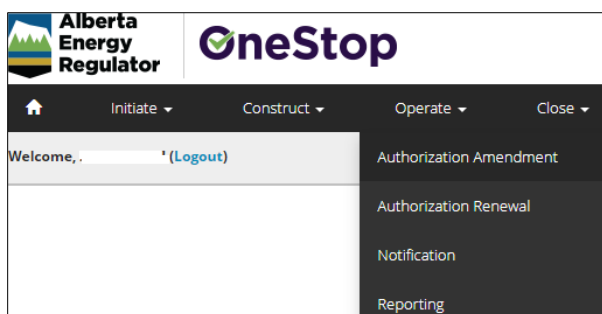 Alberta
Energy
Regulator
OneStop
Initiate Construct Operate Close
Welcome, . ' (Logout)
Authorization Amendment
Authorization Renewal
Notification
Reporting